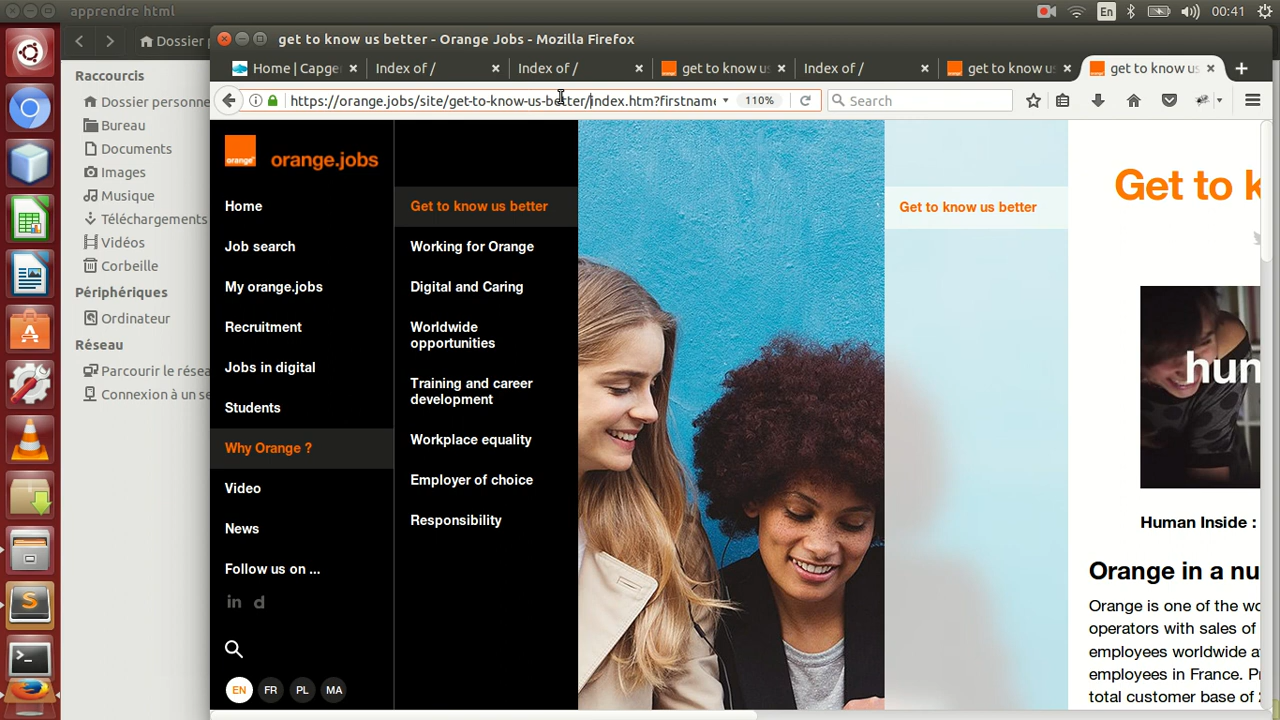 apprendre html
En
00:41
Dossier
get to know us better - Orange Jobs - Mozilla Firefox
Home | Capge
Index of /
Index of /
get to know us
Index of /
get to know us
get to know us
https://orange.jobs/site/get-to-know-us-better/index.htm?firstname
110%
Search
Raccourcis
Dossier personne
Bureau
Documents
Images
Musique
Téléchargements
Vidéos
Corbeille
Périphériques
Ordinateur
Réseau
Parcourir le résea
Connexion à un se
orange
orange.jobs
Home
Job search
My orange.jobs
Recruitment
Jobs in digital
Students
Why Orange ?
Video
News
Follow us on ...
in d
EN FR PL MA
Get to know us better
Working for Orange
Digital and Caring
Worldwide
opportunities
Training and career
development
Workplace equality
Employer of choice
Responsibility
Get to know us better
Get to k
hun
Human Inside :
Orange in a nu
Orange is one of the wo
operators with sales of
employees worldwide a
employees in France. P
total customer base of